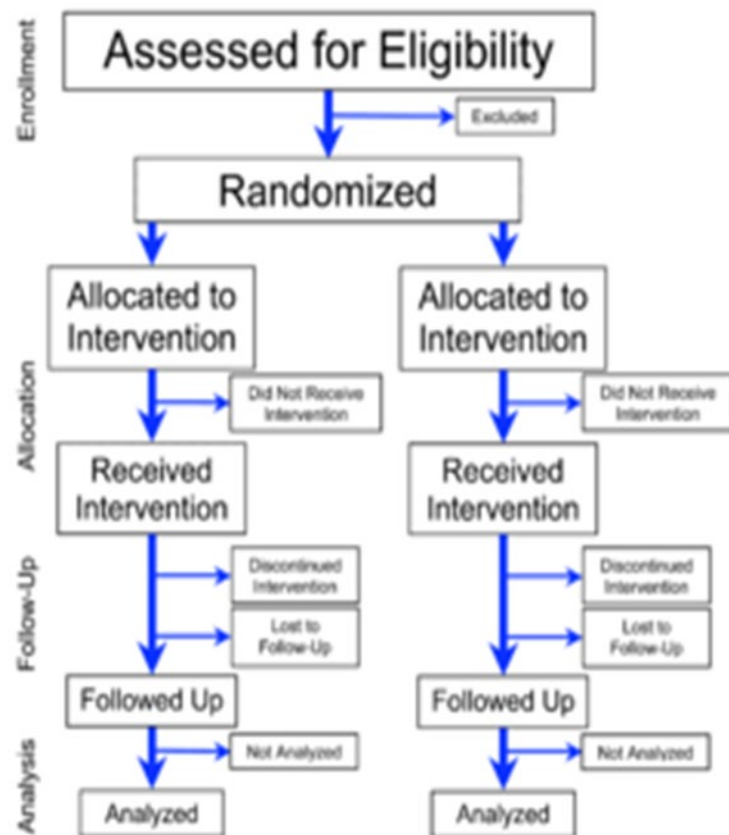 Enrollment
Assessed for Eligibility
Excluded
Randomized
Allocation
Allocated to
Intervention
Did Not Receive
Intervention
Received
Intervention
Allocated to
Intervention
Did Not Receive
Intervention
Received
Intervention
Follow-Up
Discontinued
Intervention
Lost to
Follow-Up
Followed Up
Discontinued
Intervention
Lost to
Follow-Up
Followed Up
Analysis
Not Analyzed
Analyzed
Not Analyzed
Analyzed